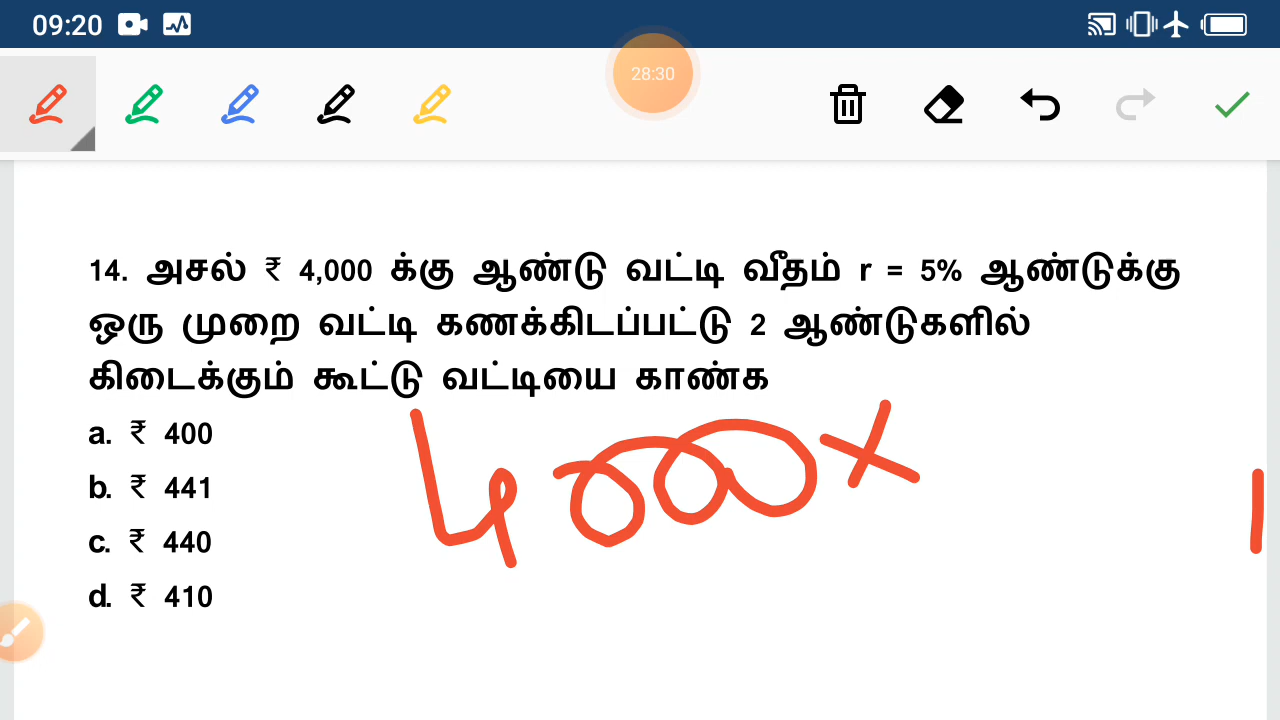 09:20
28:30
14. அசல் ₹ 4,000 க்கு ஆண்டு வட்டி வீதம் r = 5% ஆண்டுக்கு
ஒரு முறை வட்டி கணக்கிடப்பட்டு 2 ஆண்டுகளில்
கிடைக்கும் கூட்டு வட்டியை காண்க
a. ₹ 400
b. ₹ 441
c. ₹ 440
d. ₹ 410
4000 ×